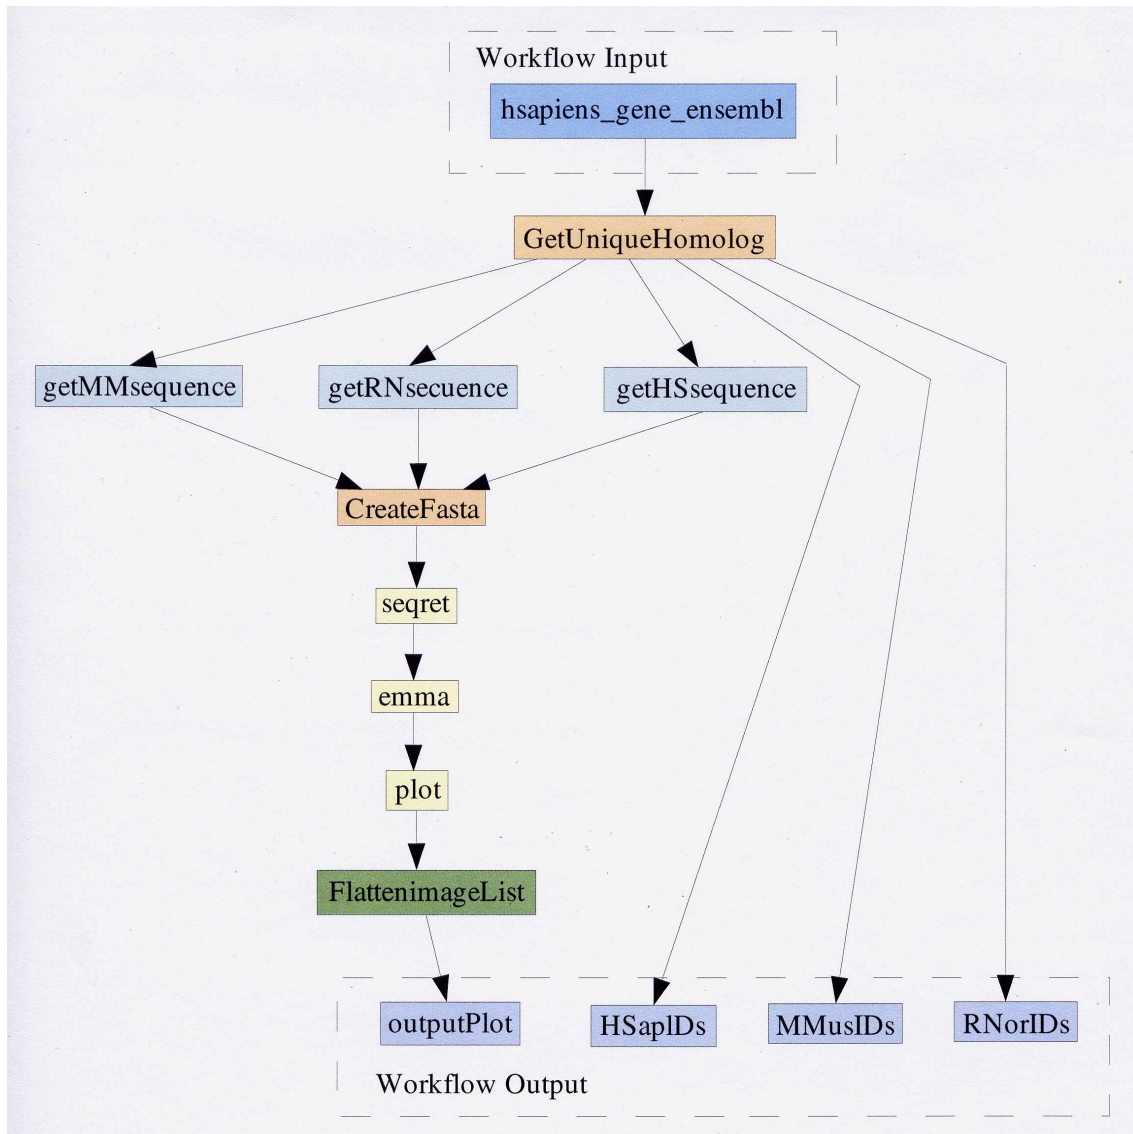 Workflow Input
hsapiens_gene_ensembl
GetUniqueHomolog
getMMsequence
getRNsecuence
getHSsequence
CreateFasta
seqret
emma
plot
FlattenimageList
outputPlot
HSaplDs
MMusIDs
RNorIDs
Workflow Output